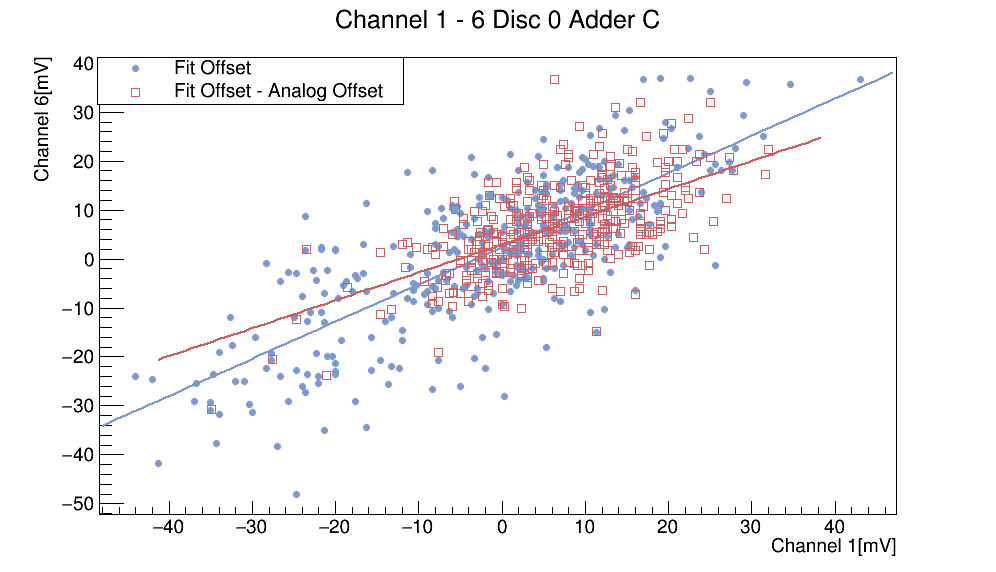 Channel 1 - 6 Disc 0 Adder C
Channel 6[mV]
Fit Offset
Fit Offset - Analog Offset
40
30
20
10
0
−10
−20
−30
−40
−50
−40 −30 −20 −10 0 10 20 30 40
Channel 1[mV]